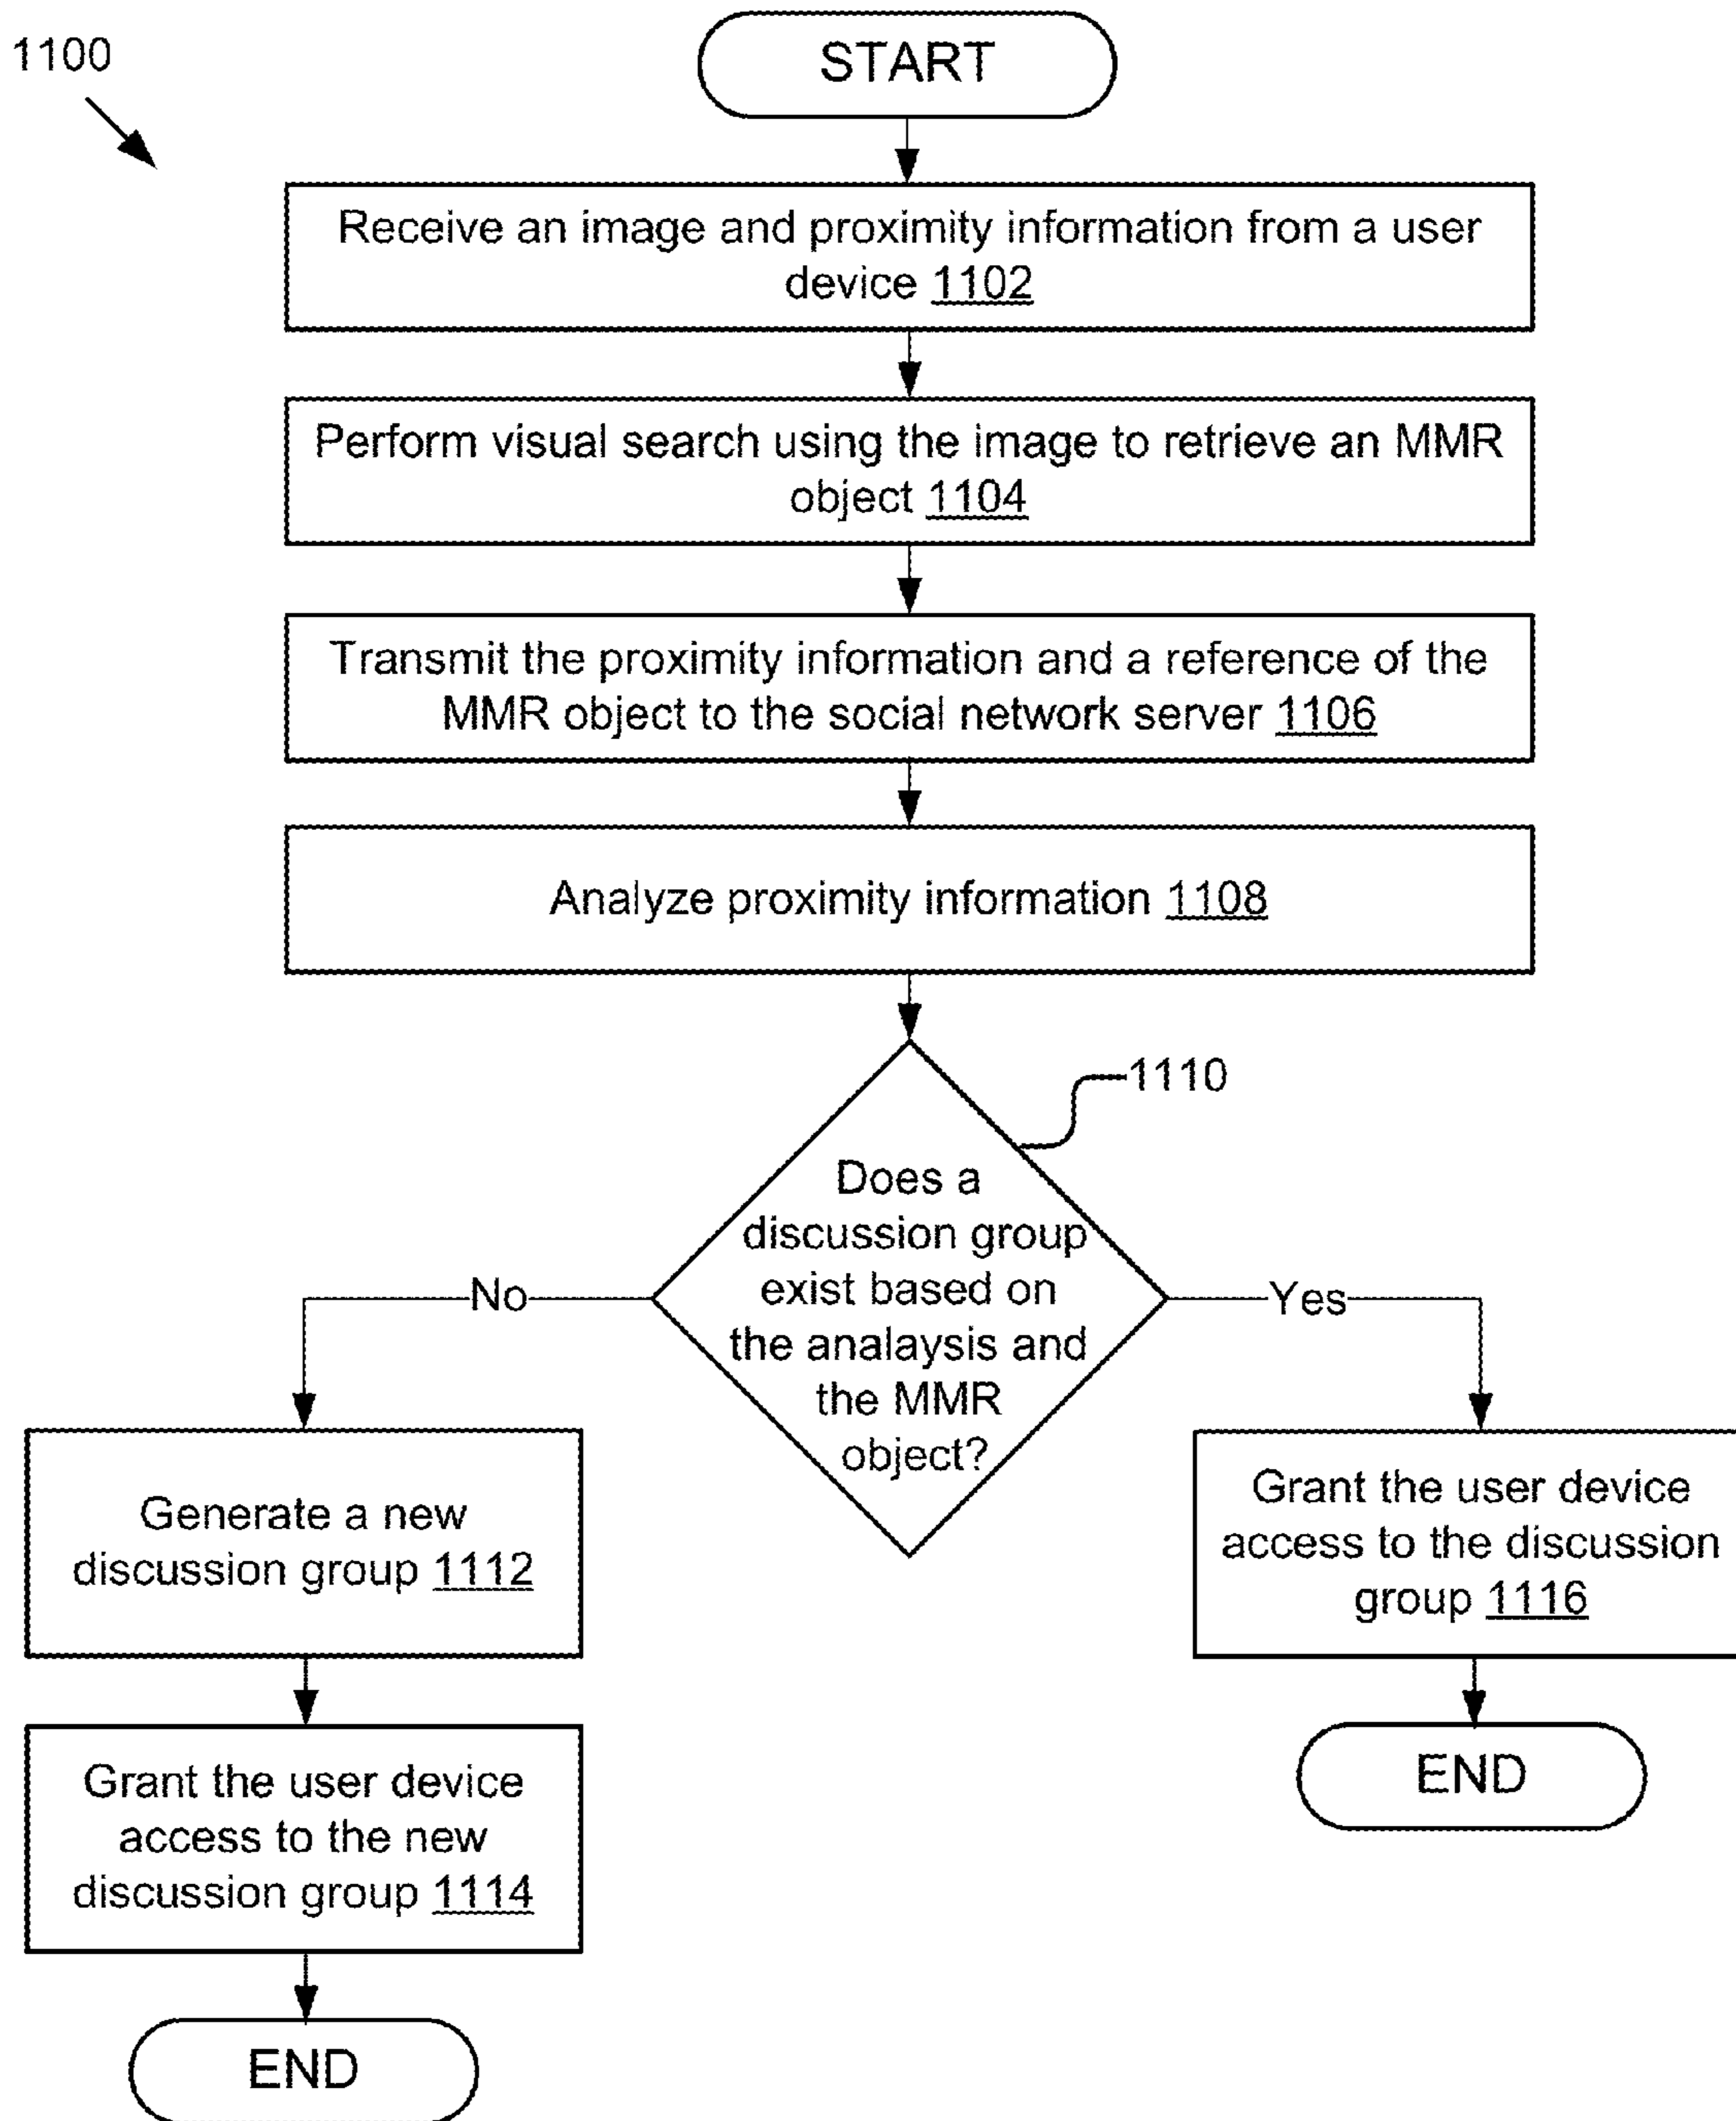 1100
START
Receive an image and proximity information from a user
device 1102
Perform visual search using the image to retrieve an MMR
object 1104
Transmit the proximity information and a reference of the
MMR object to the social network server 1106
Analyze proximity information 1108
1110
Does a
discussion group
exist based on
the analaysis and
the MMR
object?
No
Yes
Generate a new
discussion group 1112
Grant the user device
access to the new
discussion group 1114
END
Grant the user device
access to the discussion
group 1116
END